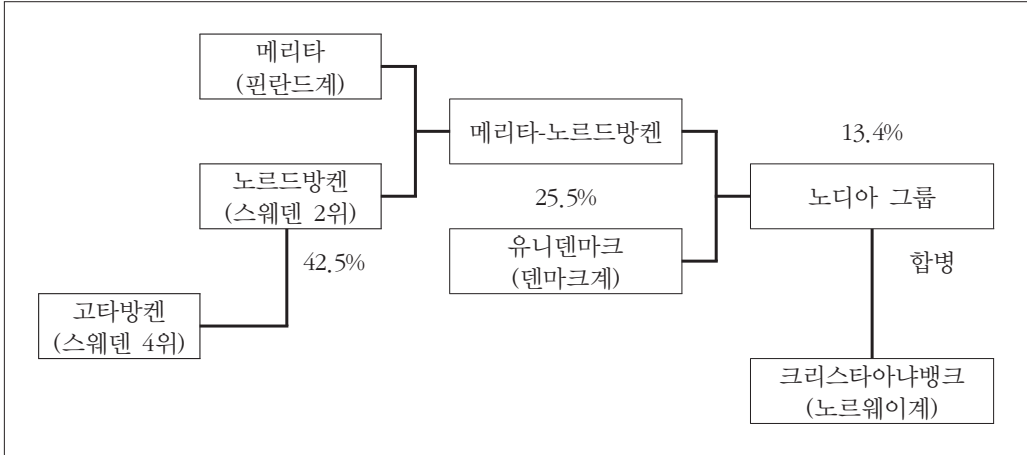 메리타
(핀란드계)
메리타-노르드방켄
13.4%
노르드방켄
(스웨덴 2위)
25.5%
노디아 그룹
42.5%
유니덴마크
(덴마크계)
합병
고타방켄
(스웨덴 4위)
크리스타아냐뱅크
(노르웨이계)